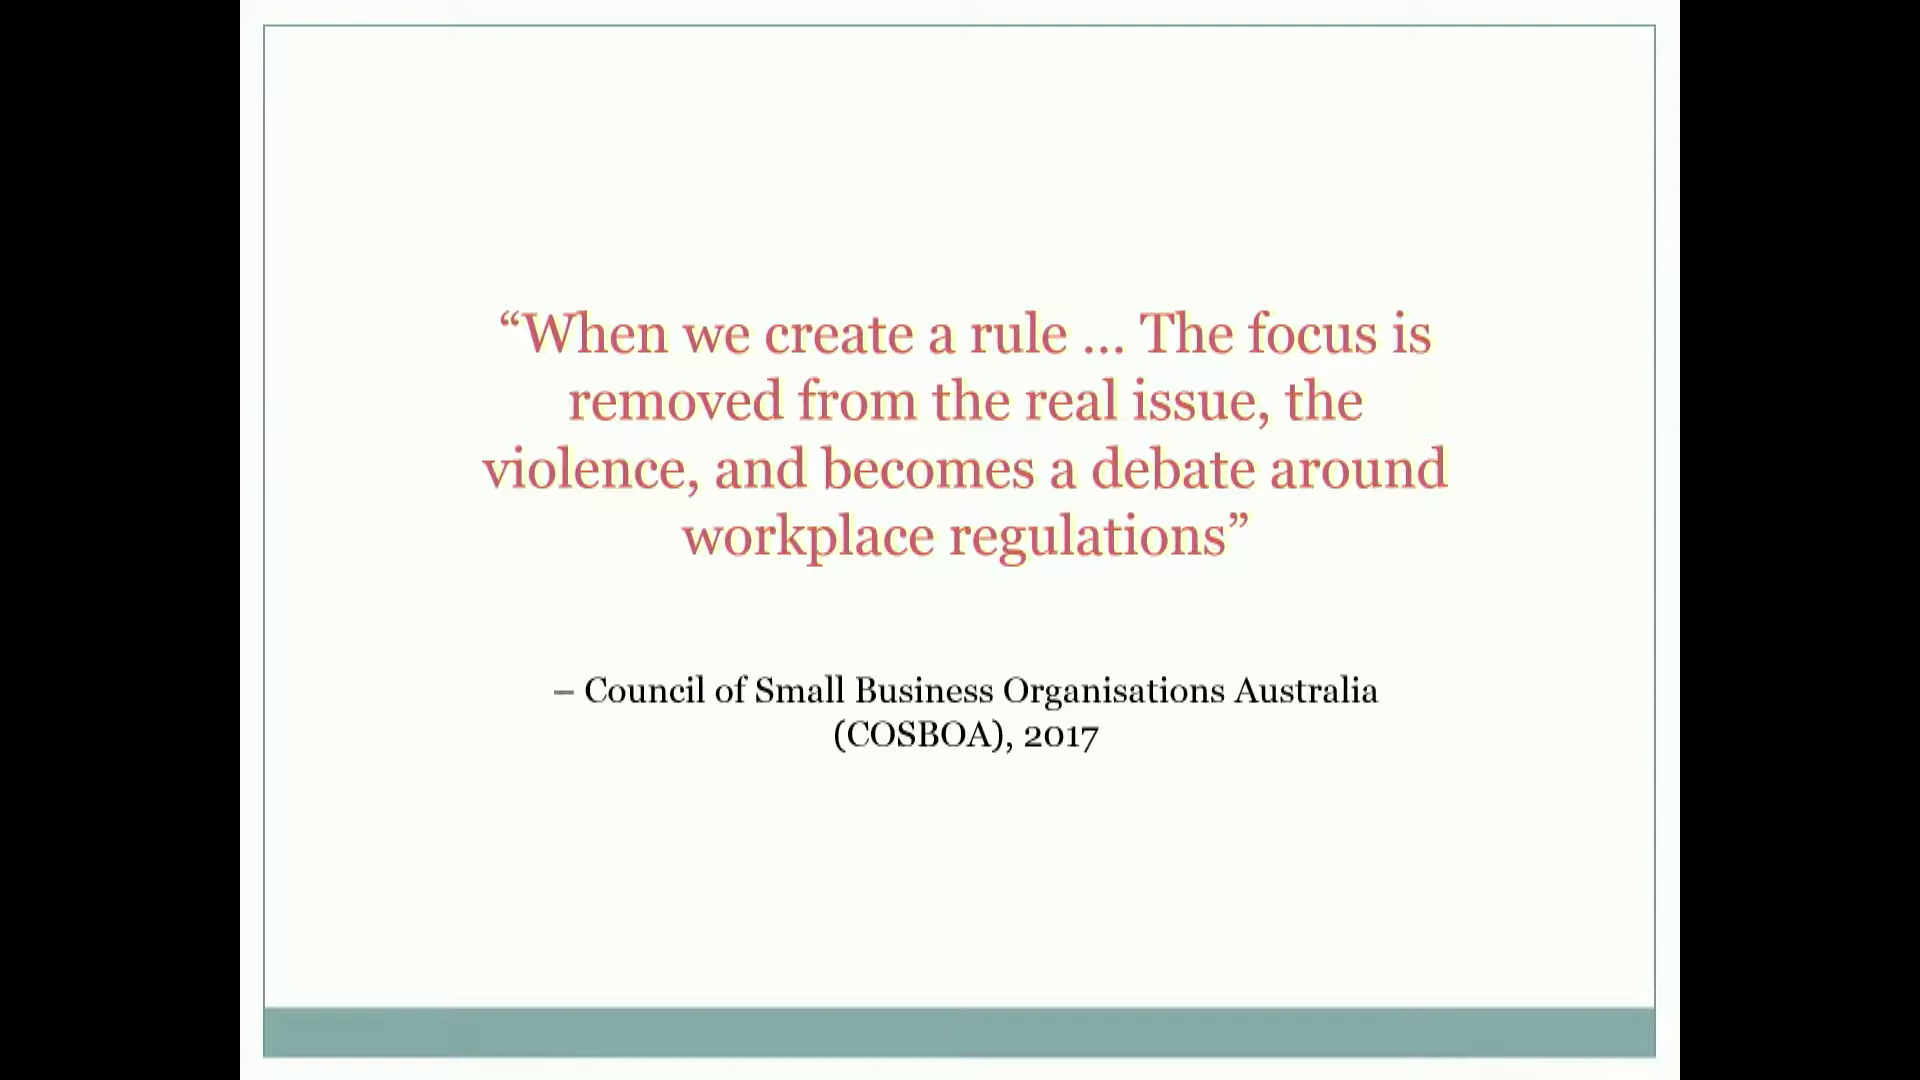 “When we create a rule ... The focus is
removed from the real issue, the
violence, and becomes a debate around
workplace regulations”
– Council of Small Business Organisations Australia
(COSBOA), 2017